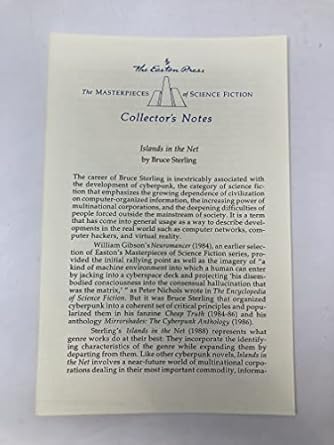 The Easton Press
THE MASTERPIECES of SCIENCE FICTION
Collector's Notes
Islands in the Net
by Bruce Sterling
The career of Bruce Sterling is inextricably associated with
the development of cyberpunk, the category of science fic-
tion that emphasizes the growing dependence of civilization
on computer-organized information, the increasing power of
multinational corporations, and the deepening difficulties of
people forced outside the mainstream of society. It is a term
that has come into general usage as a way to describe devel-
opments in the real world such as computer networks, com-
puter hackers, and virtual reality.
William Gibson's Neuromancer (1984), an earlier selec-
tion of Easton's Masterpieces of Science Fiction series, pro-
vided the initial rallying point as well as the imagery of "a
kind of machine environment into which a human can enter
by jacking into a cyberspace deck and projecting 'his disem-
bodied consciousness into the consensual hallucination that
was the matrix,' " as Peter Nichols wrote in The Encyclopedia
of Science Fiction. But it was Bruce Sterling that organized
cyberpunk into a coherent set of critical principles and popu-
larized them in his fanzine Cheap Truth (1984-86) and his
anthology Mirrorshades: The Cyberpunk Anthology (1986).
Sterling's Islands in the Net (1988) represents what
genre works do at their best: They incorporate the identify-
ing characteristics of the genre while expanding them by
departing from them. Like other cyberpunk novels, Islands in
the Net involves a near-future world of multinational corpo-
rations dealing in their most important commodity, informa-